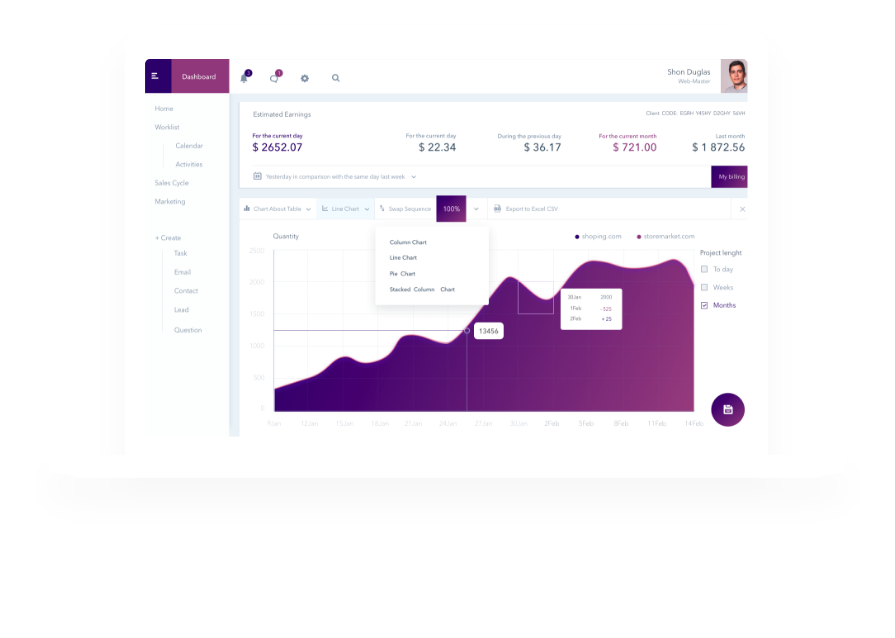 Dashboard
2
1
Shon Duglas
Web-Master
Home
Worklist
Calendar
Activities
Sales Cycle
Marketing
+ Create
Task
Email
Contact
Lead
Question
Estimated Earnings
Client CODE
For the current day
$ 2652.07
For the current day
$ 22.34
During the previous day
$ 36.17
For the current month
$ 721.00
Last month
$ 1 872.56
Yesterday in comparison with the same day last week
My billing
Chart About Table
Line Chart
Swap Sequence
100%
Export to Excel CSV
Column Chart
Line Chart
Pie Chart
Stacked Column Chart
Quantity
shoping.com
storemarket.com
Project lenght
To day
Weeks
Months
2500
2000
1500
1000
500
0
13456
30Jan 2000
1Feb - 525
2Feb + 25
9Jan 12Jan 15Jan 18Jan 21Jan 24Jan 27Jan 30Jan 2Feb 5Feb 8Feb 11Feb 14Feb